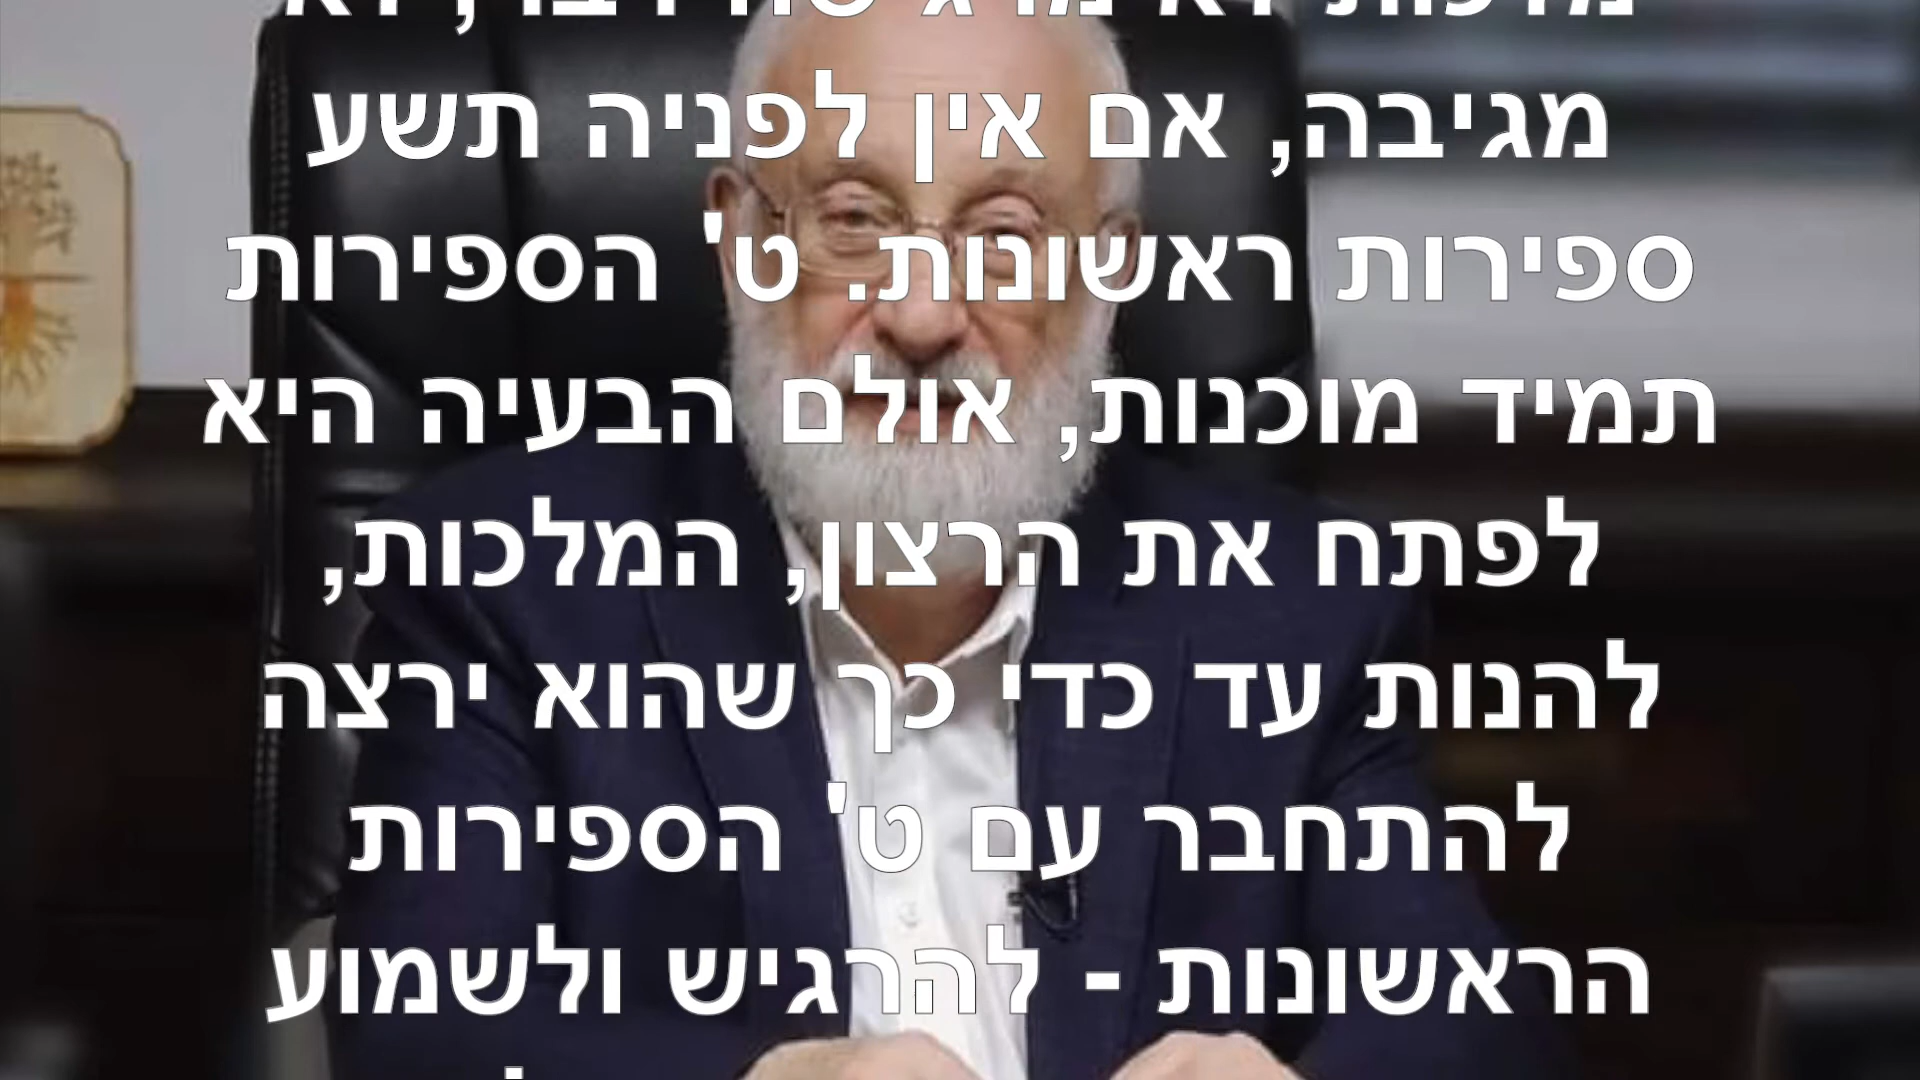 מגיבה, אם אין לפניה תשע
ספירות ראשונות. ט' הספירות
תמיד מוכנות, אולם הבעיה היא
לפתח את הרצון, המלכות,
להנות עד כדי כך שהוא ירצה
להתחבר עם ט' הספירות
הראשונות - להרגיש ולשמוע